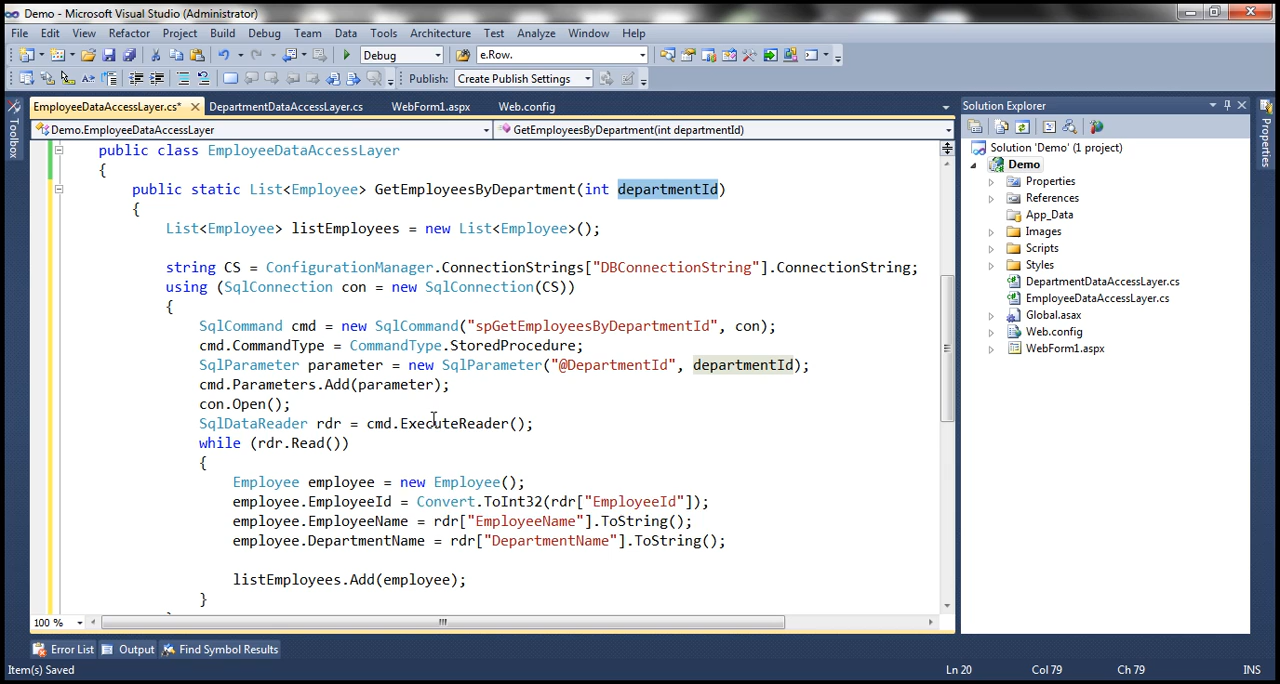 Demo - Microsoft Visual Studio (Administrator)
File Edit View Refactor Project Build Debug Team Data Tools Architecture Test Analyze Window Help
Debug e.Row.
Publish: Create Publish Settings
EmployeeDataAccessLayer.cs* DepartmentDataAccessLayer.cs WebForm1.aspx Web.config
Demo.EmployeeDataAccessLayer GetEmployeesByDepartment(int departmentId)
public class EmployeeDataAccessLayer
{
public static List<Employee> GetEmployeesByDepartment(int departmentId)
{
List<Employee> listEmployees = new List<Employee>();
string CS = ConfigurationManager.ConnectionStrings["DBConnectionString"].ConnectionString;
using (SqlConnection con = new SqlConnection(CS))
{
SqlCommand cmd = new SqlCommand("spGetEmployeesByDepartmentId", con);
cmd.CommandType = CommandType.StoredProcedure;
SqlParameter parameter = new SqlParameter("@DepartmentId", departmentId);
cmd.Parameters.Add(parameter);
con.Open();
SqlDataReader rdr = cmd.ExecuteReader();
while (rdr.Read())
{
Employee employee = new Employee();
employee.EmployeeId = Convert.ToInt32(rdr["EmployeeId"]);
employee.EmployeeName = rdr["EmployeeName"].ToString();
employee.DepartmentName = rdr["DepartmentName"].ToString();
listEmployees.Add(employee);
}
100 %
Error List Output Find Symbol Results
Item(s) Saved Ln 20 Col 79 Ch 79 INS
Toolbox
Solution Explorer
Solution 'Demo' (1 project)
Demo
Properties
References
App_Data
Images
Scripts
Styles
DepartmentDataAccessLayer.cs
EmployeeDataAccessLayer.cs
Global.asax
Web.config
WebForm1.aspx
Properties